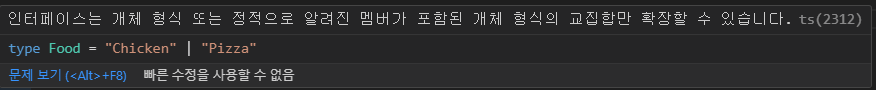 인터페이스는 개체 형식 또는 정적으로 알려진 멤버가 포함된 개체 형식의 교집합만 확장할 수 있습니다. ts(2312)
type Food = "Chicken" | "Pizza"
문제 보기 (<Alt>+F8) 빠른 수정을 사용할 수 없음